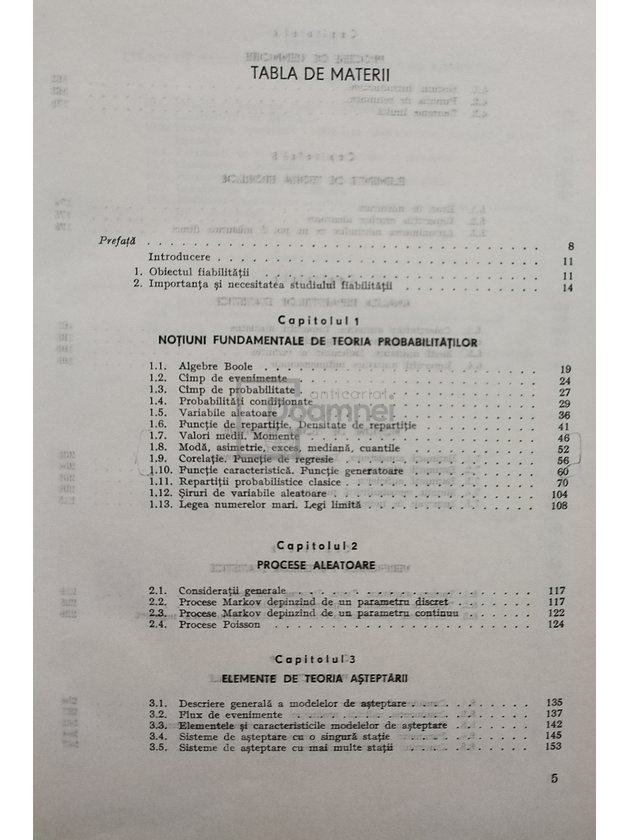 TABLA DE MATERII
Prefață . . . . . 8
Introducere . . . . . 11
1. Obiectul fiabilității . . . . . 11
2. Importanța și necesitatea studiului fiabilității . . . . . 14
Capitolul 1
NOȚIUNI FUNDAMENTALE DE TEORIA PROBABILITĂȚILOR
1.1. Algebre Boole . . . . . 19
1.2. Cîmp de evenimente . . . . . 24
1.3. Cîmp de probabilitate . . . . . 27
1.4. Probabilități condiționate . . . . . 29
1.5. Variabile aleatoare . . . . . 36
1.6. Funcție de repartiție. Densitate de repartiție . . . . . 41
1.7. Valori medii. Momente . . . . . 46
1.8. Modă, asimetrie, exces, mediană, cuantile . . . . . 52
1.9. Corelație. Funcție de regresie . . . . . 56
1.10. Funcție caracteristică. Funcție generatoare . . . . . 60
1.11. Repartiții probabilistice clasice . . . . . 70
1.12. Șiruri de variabile aleatoare . . . . . 104
1.13. Legea numerelor mari. Legi limită . . . . . 108
anticariat
Capitolul 2
PROCESE ALEATOARE
2.1. Considerații generale . . . . . 117
2.2. Procese Markov depinzînd de un parametru discret . . . . . 117
2.3. Procese Markov depinzînd de un parametru continuu . . . . . 122
2.4. Procese Poisson . . . . . 124
Capitolul 3
ELEMENTE DE TEORIA AȘTEPTĂRII
3.1. Descriere generală a modelelor de așteptare . . . . . 135
3.2. Flux de evenimente . . . . . 137
3.3. Elementele și caracteristicile modelelor de așteptare . . . . . 142
3.4. Sisteme de așteptare cu o singură stație . . . . . 145
3.5. Sisteme de așteptare cu mai multe stații . . . . . 153
5